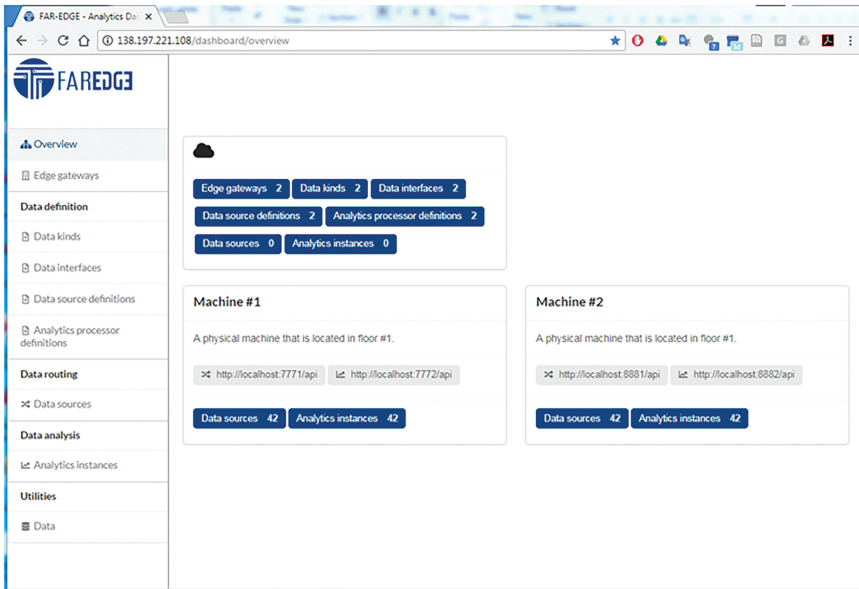 FAR-EDGE - Analytics Da
138.197.221.108/dashboard/overview
FAREDGE
Overview
Edge gateways
Data definition
Data kinds
Data interfaces
Data source definitions
Analytics processor
definitions
Data routing
Data sources
Data analysis
Analytics instances
Utilities
Data
Edge gateways 2 Data kinds 2 Data interfaces 2
Data source definitions 2 Analytics processor definitions 2
Data sources 0 Analytics instances 0
Machine #1
A physical machine that is located in floor #1.
http://localhost:7771/api http://localhost:7772/api
Data sources 42 Analytics instances 42
Machine #2
A physical machine that is located in floor #1.
http://localhost:8881/api http://localhost:8882/api
Data sources 42 Analytics instances 42